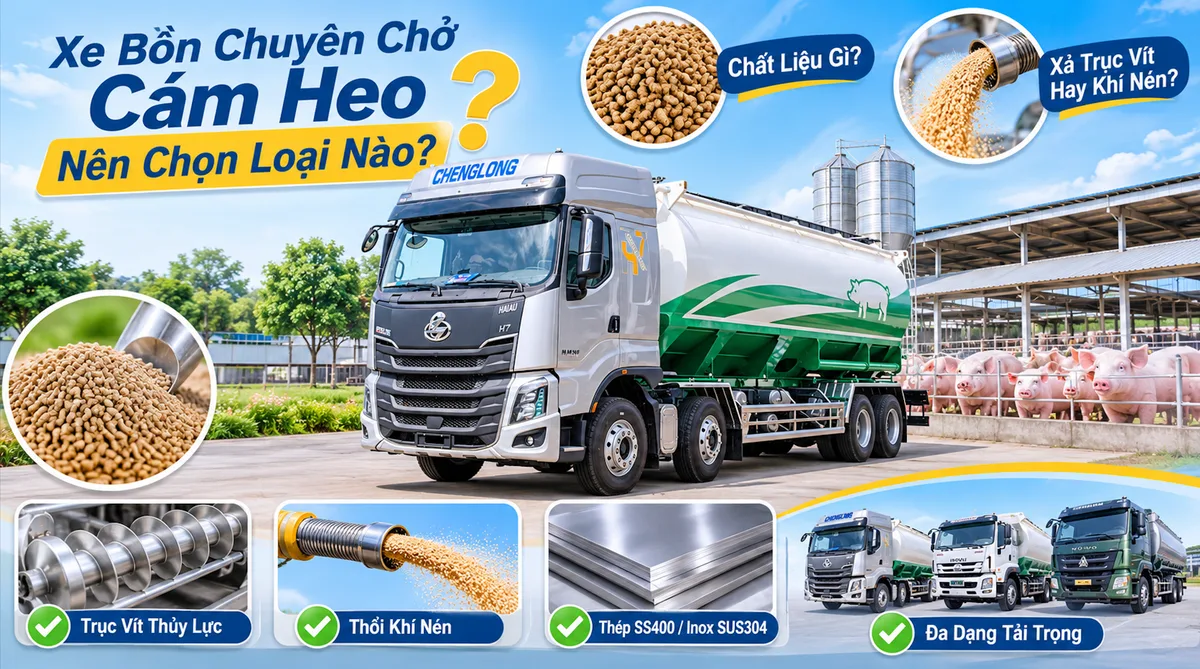 Xe Bồn Chuyên Chở
Cám Heo
?
Nên Chọn Loại Nào?
Chất Liệu Gì?
Xả Trục Vít
Hay Khí Nén?
CHENGLONG
HAIAU
H7
Trục Vít Thủy Lực
Thổi Khí Nén
Thép SS400 / Inox SUS304
CHENGLONG
Đa Dạng Tải Trọng